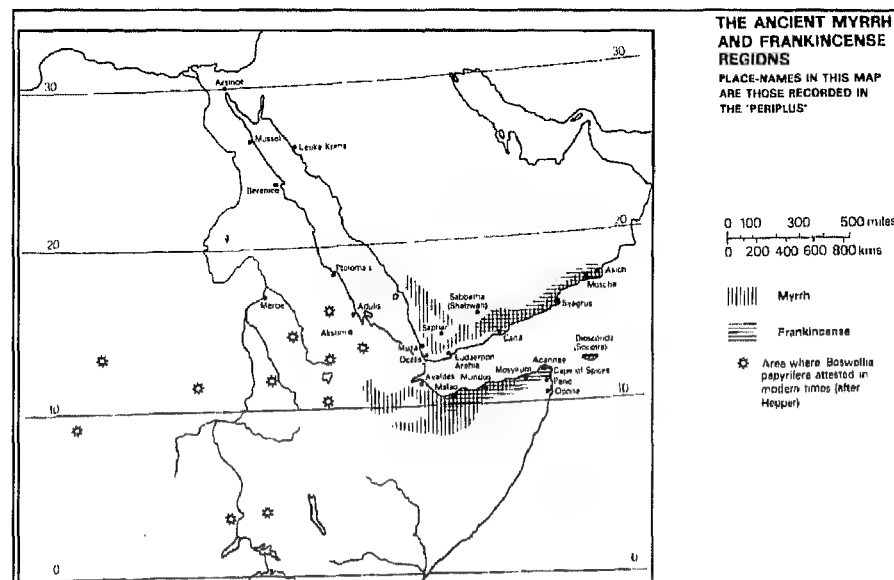 THE ANCIENT MYRRH
AND FRANKINCENSE
REGIONS
PLACE-NAMES IN THIS MAP
ARE THOSE RECORDED IN
THE 'PERIPLUS'
0 100 300 500 miles
0 200 400 600 800 kms
Myrrh
Frankincense
Area where Boswellia
papyrifera attested in
modern times (after
Hepper)
30
30
Arsinoe
Mussel
Leuke Kome
Berenice
20
20
Ptolemais
Meroe
Adulis
Aksum
Sabbatha
(Shabwah)
Saphar
Muza
Ocelis
Eudaemon
Arabia
Cana
Syagrus
Moscha
Asich
Dioscorida
(Socotra)
Avalites
Malao
Mundus
Mosyllum
Acannae
Cape of Spices
Pano
Opone
10
10
0
0